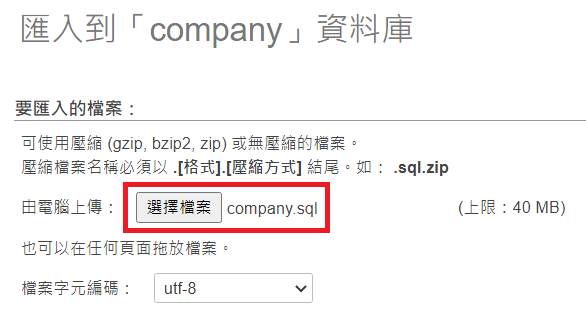 匯入到「company」資料庫
要匯入的檔案：
可使用壓縮 (gzip, bzip2, zip) 或無壓縮的檔案。
壓縮檔案名稱必須以 .[格式].[壓縮方式] 結尾。如： .sql.zip
由電腦上傳： 選擇檔案 company.sql (上限：40 MB)
也可以在任何頁面拖放檔案。
檔案字元編碼： utf-8